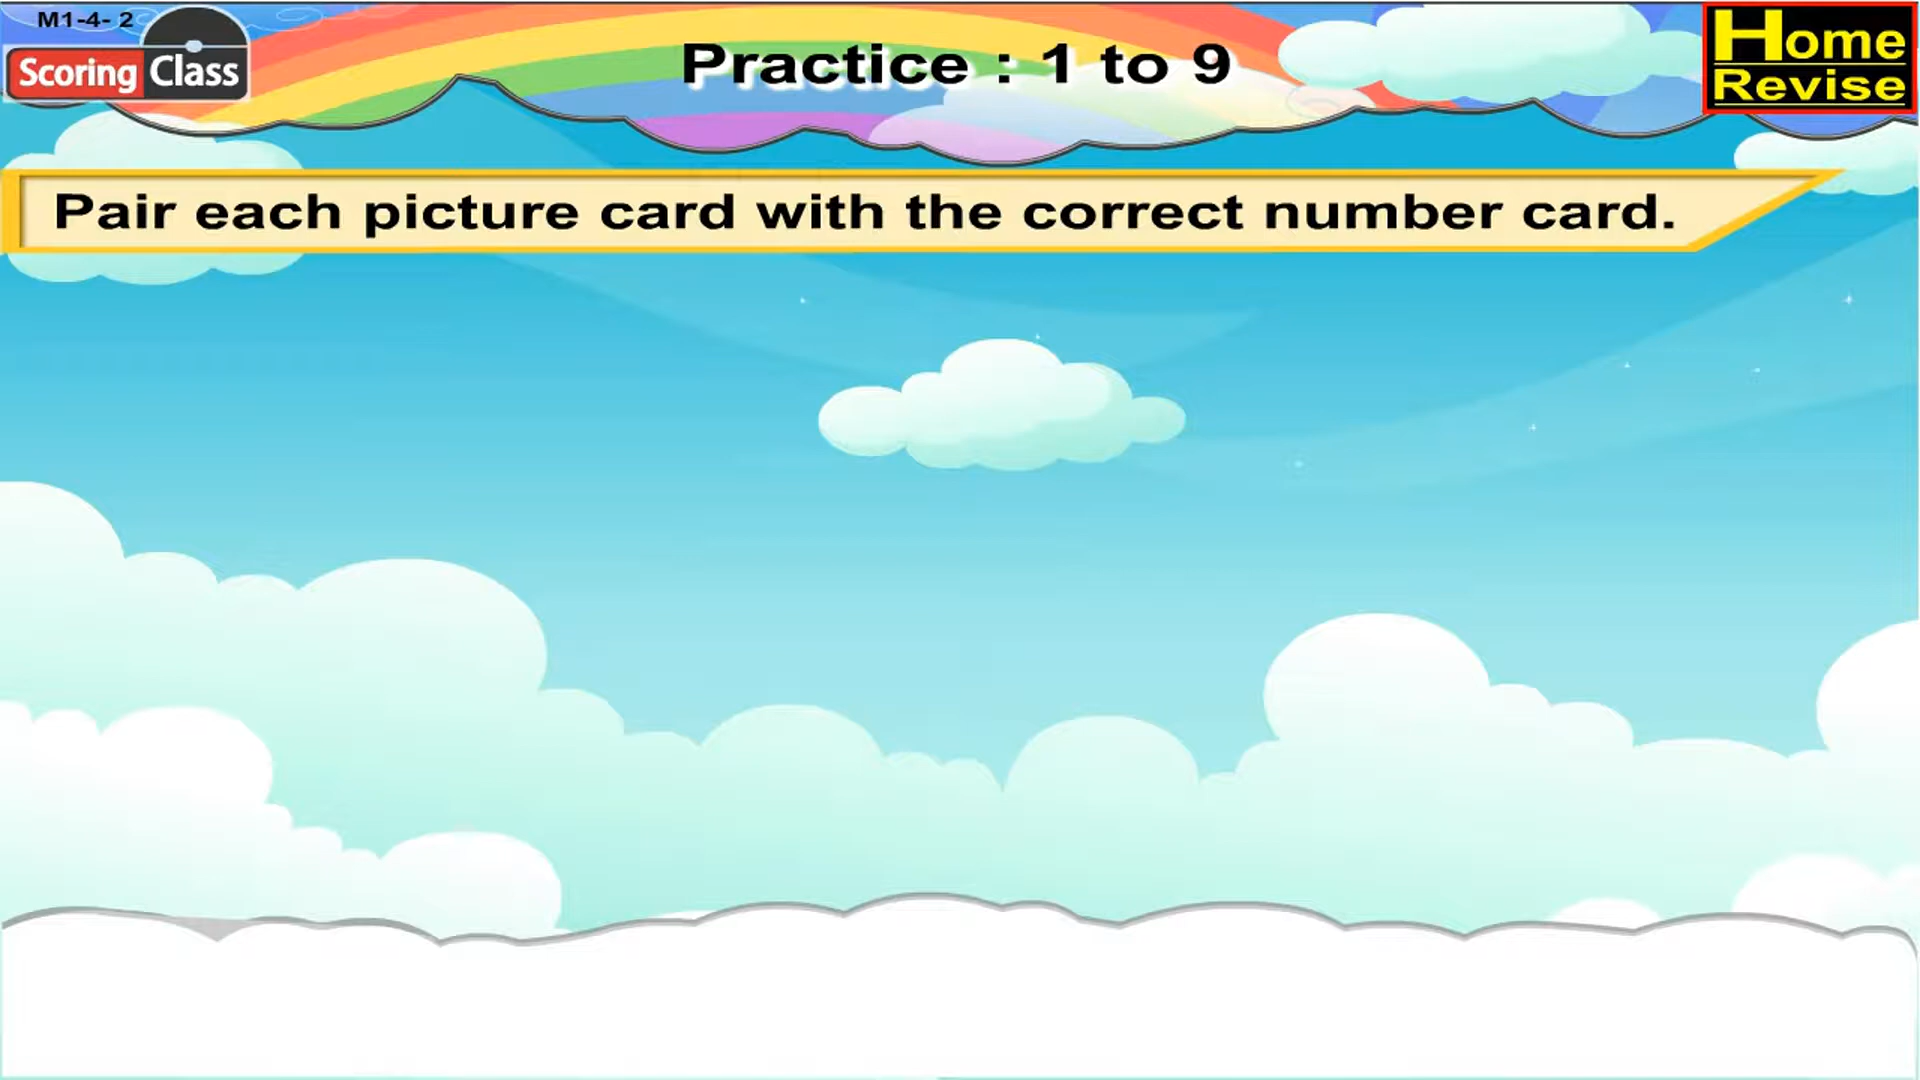 M1-4- 2
Scoring Class
Practice : 1 to 9
Home
Revise
Pair each picture card with the correct number card.